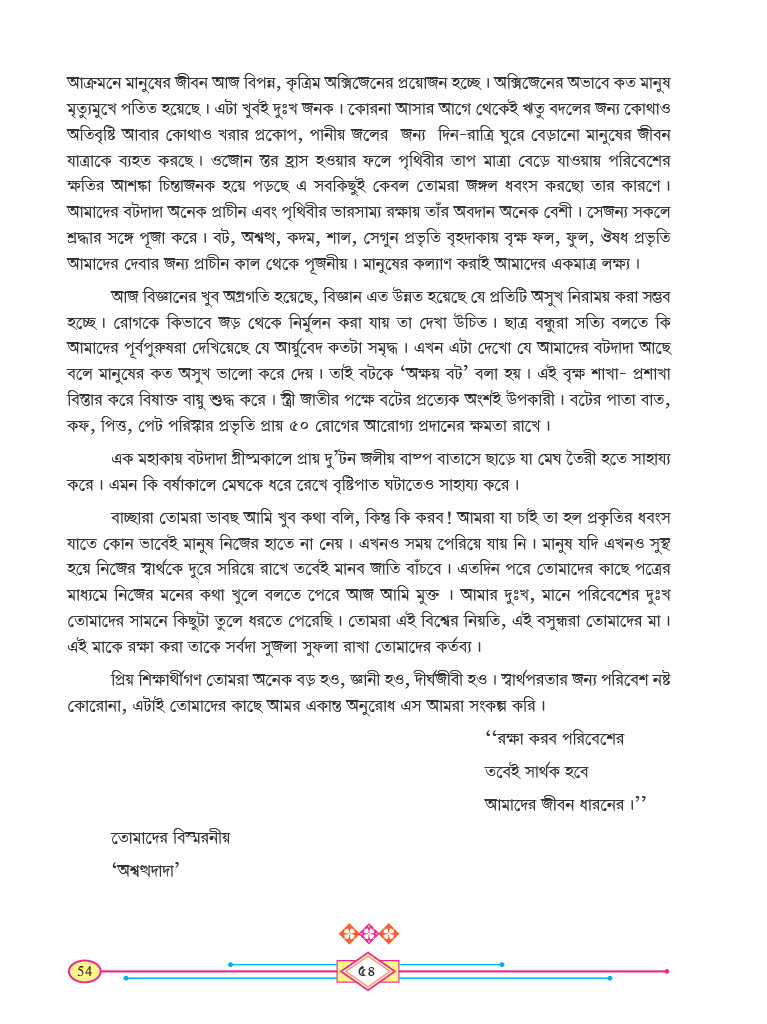 আক্রমনে মানুষের জীবন আজ বিপন্ন, কৃত্রিম অক্সিজেনের প্রয়োজন হচ্ছে। অক্সিজেনের অভাবে কত মানুষ
মৃত্যুমুখে পতিত হয়েছে। এটা খুবই দুঃখ জনক। কোরনা আসার আগে থেকেই ঋতু বদলের জন্য কোথাও
অতিবৃষ্টি আবার কোথাও খরার প্রকোপ, পানীয় জলের জন্য দিন-রাত্রি ঘুরে বেড়ানো মানুষের জীবন
যাত্রাকে ব্যহত করছে। ওজোন স্তর হ্রাস হওয়ার ফলে পৃথিবীর তাপ মাত্রা বেড়ে যাওয়ায় পরিবেশের
ক্ষতির আশঙ্কা চিন্তাজনক হয়ে পড়ছে এ সবকিছুই কেবল তোমরা জঙ্গল ধবংস করছো তার কারণে।
আমাদের বটদাদা অনেক প্রাচীন এবং পৃথিবীর ভারসাম্য রক্ষায় তাঁর অবদান অনেক বেশী। সেজন্য সকলে
শ্রদ্ধার সঙ্গে পূজা করে। বট, অশ্বত্থ, কদম, শাল, সেগুন প্রভৃতি বৃহদাকায় বৃক্ষ ফল, ফুল, ঔষধ প্রভৃতি
আমাদের দেবার জন্য প্রাচীন কাল থেকে পূজনীয়। মানুষের কল্যাণ করাই আমাদের একমাত্র লক্ষ্য।
আজ বিজ্ঞানের খুব অগ্রগতি হয়েছে, বিজ্ঞান এত উন্নত হয়েছে যে প্রতিটি অসুখ নিরাময় করা সম্ভব
হচ্ছে। রোগকে কিভাবে জড় থেকে নির্মুলন করা যায় তা দেখা উচিত। ছাত্র বন্ধুরা সত্যি বলতে কি
আমাদের পূর্বপুরুষরা দেখিয়েছে যে আর্য়ুবেদ কতটা সমৃদ্ধ। এখন এটা দেখো যে আমাদের বটদাদা আছে
বলে মানুষের কত অসুখ ভালো করে দেয়। তাই বটকে ‘অক্ষয় বট’ বলা হয়। এই বৃক্ষ শাখা- প্রশাখা
বিস্তার করে বিষাক্ত বায়ু শুদ্ধ করে। স্ত্রী জাতীর পক্ষে বটের প্রত্যেক অংশই উপকারী। বটের পাতা বাত,
কফ, পিত্ত, পেট পরিস্কার প্রভৃতি প্রায় ৫০ রোগের আরোগ্য প্রদানের ক্ষমতা রাখে।
এক মহাকায় বটদাদা গ্রীষ্মকালে প্রায় দু’টন জলীয় বাষ্প বাতাসে ছাড়ে যা মেঘ তৈরী হতে সাহায্য
করে। এমন কি বর্ষাকালে মেঘকে ধরে রেখে বৃষ্টিপাত ঘটাতেও সাহায্য করে।
বাচ্ছারা তোমরা ভাবছ আমি খুব কথা বলি, কিন্তু কি করব! আমরা যা চাই তা হল প্রকৃতির ধবংস
যাতে কোন ভাবেই মানুষ নিজের হাতে না নেয়। এখনও সময় পেরিয়ে যায় নি। মানুষ যদি এখনও সুস্থ
হয়ে নিজের স্বার্থকে দুরে সরিয়ে রাখে তবেই মানব জাতি বাঁচবে। এতদিন পরে তোমাদের কাছে পত্রের
মাধ্যমে নিজের মনের কথা খুলে বলতে পেরে আজ আমি মুক্ত । আমার দুঃখ, মানে পরিবেশের দুঃখ
তোমাদের সামনে কিছুটা তুলে ধরতে পেরেছি। তোমরা এই বিশ্বের নিয়তি, এই বসুন্ধরা তোমাদের মা।
এই মাকে রক্ষা করা তাকে সর্বদা সুজলা সুফলা রাখা তোমাদের কর্তব্য।
প্রিয় শিক্ষার্থীগণ তোমরা অনেক বড় হও, জ্ঞানী হও, দীর্ঘজীবী হও। স্বার্থপরতার জন্য পরিবেশ নষ্ট
কোরোনা, এটাই তোমাদের কাছে আমর একান্ত অনুরোধ এস আমরা সংকল্প করি।
‘‘রক্ষা করব পরিবেশের
তবেই সার্থক হবে
আমাদের জীবন ধারনের।’’
তোমাদের বিস্মরনীয়
‘অশ্বত্থদাদা’
54
৫৪